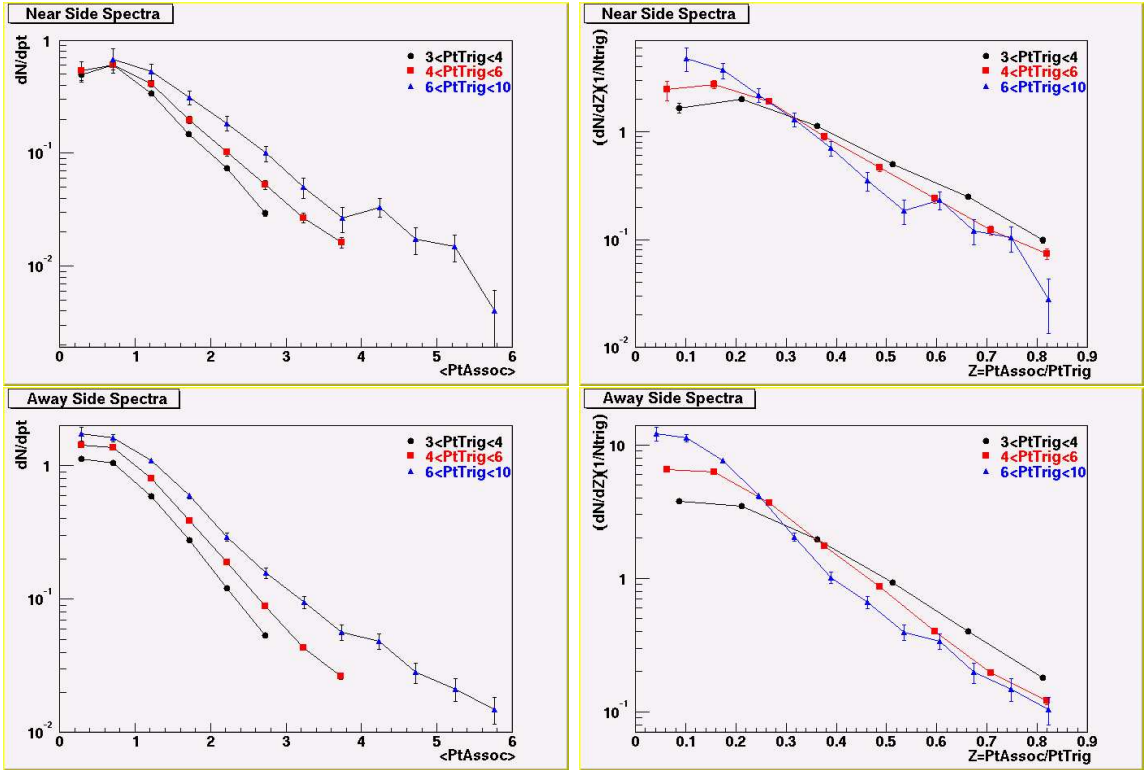 Near Side Spectra
dN/dpt
3<PtTrig<4
4<PtTrig<6
6<PtTrig<10
1
10⁻¹
10⁻²
0 1 2 3 4 5 6
<PtAssoc>
Near Side Spectra
(dN/dZ)(1/Ntrig)
3<PtTrig<4
4<PtTrig<6
6<PtTrig<10
1
10⁻¹
10⁻²
0 0.1 0.2 0.3 0.4 0.5 0.6 0.7 0.8 0.9
Z=PtAssoc/PtTrig
Away Side Spectra
dN/dpt
3<PtTrig<4
4<PtTrig<6
6<PtTrig<10
1
10⁻¹
10⁻²
0 1 2 3 4 5 6
<PtAssoc>
Away Side Spectra
(dN/dZ)(1/Ntrig)
3<PtTrig<4
4<PtTrig<6
6<PtTrig<10
10
1
10⁻¹
0 0.1 0.2 0.3 0.4 0.5 0.6 0.7 0.8 0.9
Z=PtAssoc/PtTrig